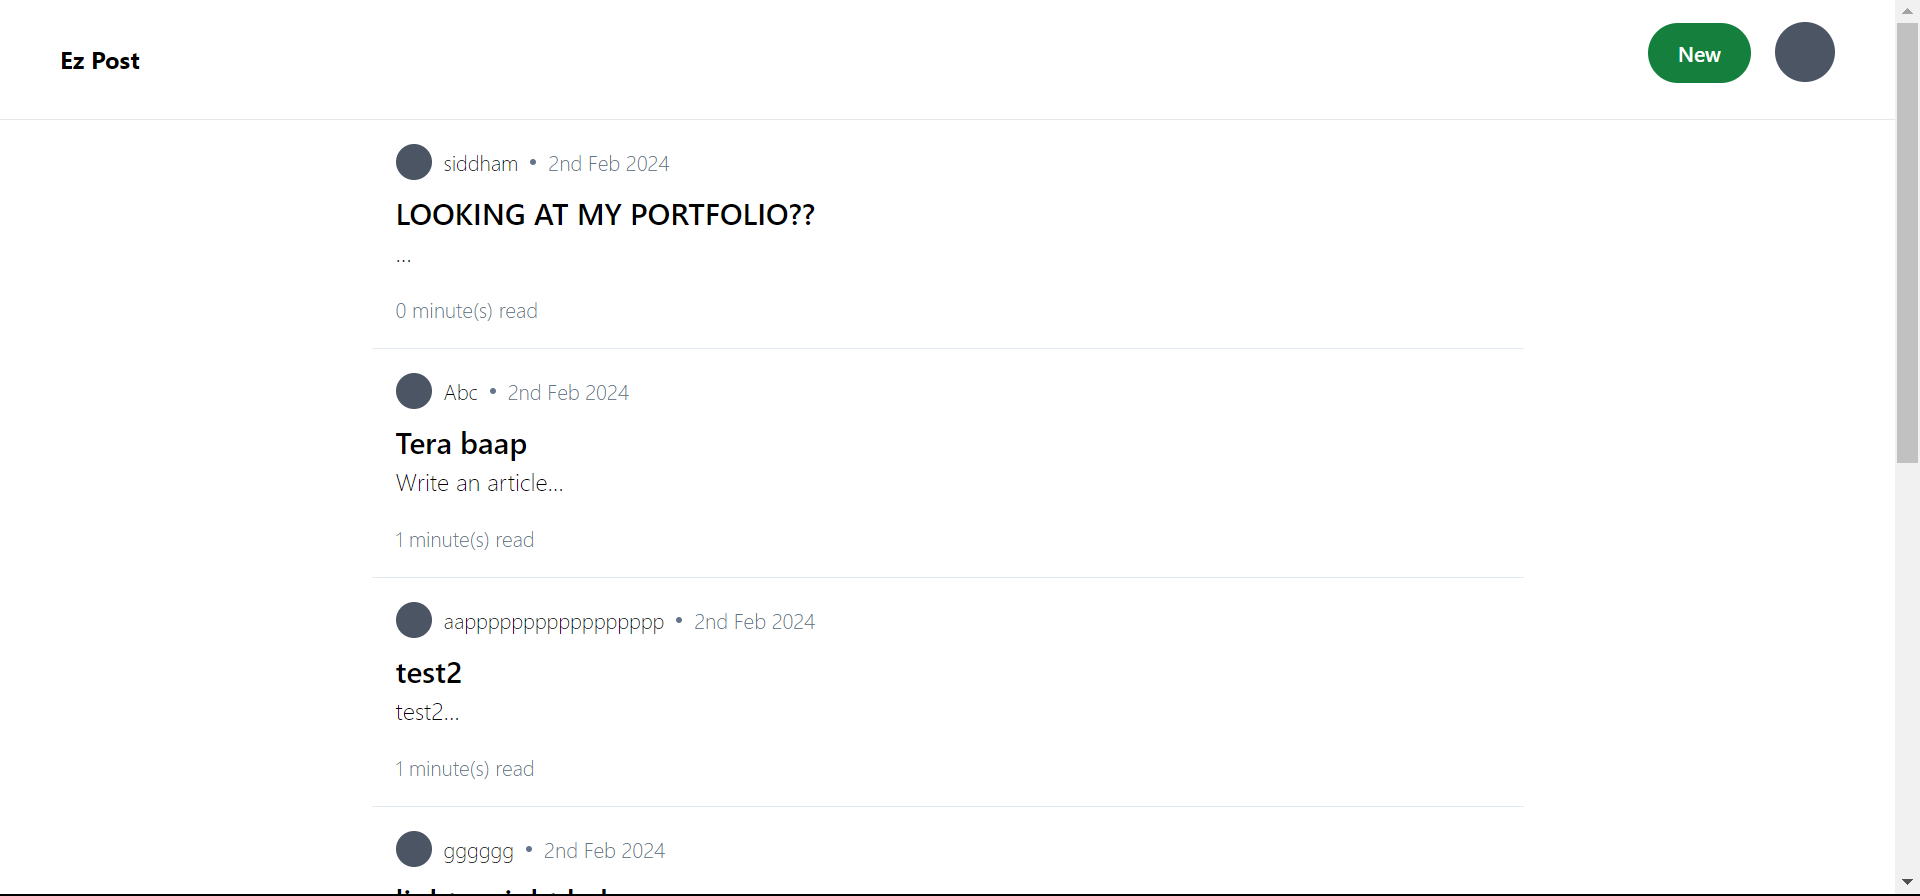 Ez Post
New
siddham • 2nd Feb 2024
LOOKING AT MY PORTFOLIO??
...
0 minute(s) read
Abc • 2nd Feb 2024
Tera baap
Write an article...
1 minute(s) read
aappppppppppppppppp • 2nd Feb 2024
test2
test2...
1 minute(s) read
gggggg • 2nd Feb 2024